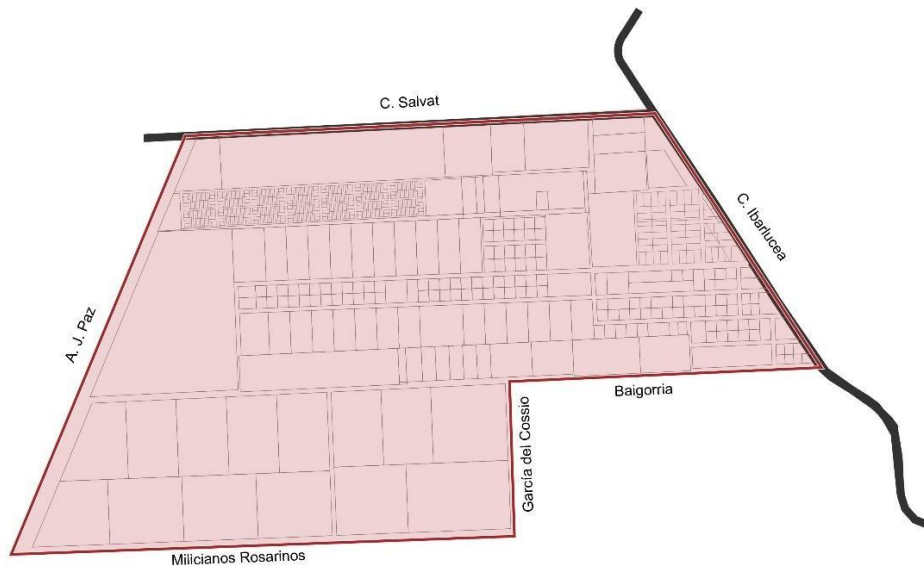 C. Salvat
C. Ibarlucea
A. J. Paz
Baigorria
García del Cossio
Milicianos Rosarinos